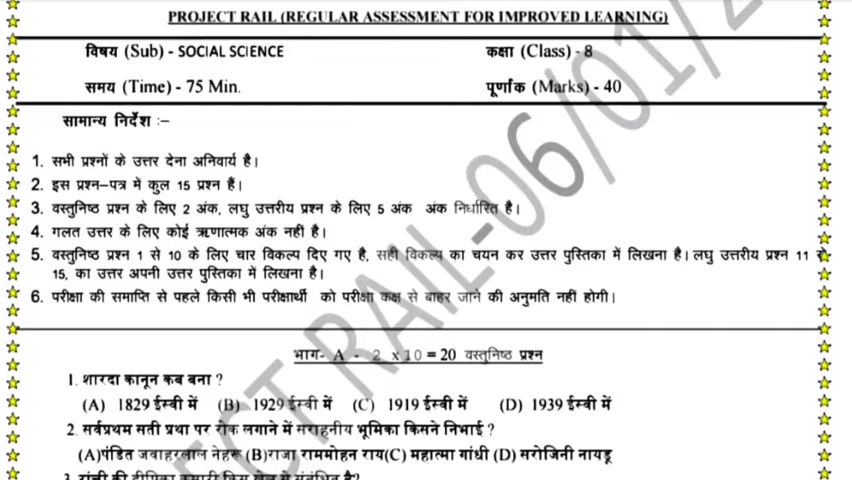 PROJECT RAIL (REGULAR ASSESSMENT FOR IMPROVED LEARNING)
विषय (Sub) - SOCIAL SCIENCE कक्षा (Class) - 8
समय (Time) - 75 Min. पूर्णांक (Marks) - 40
सामान्य निर्देश :–
1. सभी प्रश्नों के उत्तर देना अनिवार्य है।
2. इस प्रश्न–पत्र में कुल 15 प्रश्न हैं।
3. वस्तुनिष्ठ प्रश्न के लिए 2 अंक, लघु उत्तरीय प्रश्न के लिए 5 अंक अंक निर्धारित है।
4. गलत उत्तर के लिए कोई ऋणात्मक अंक नहीं है।
5. वस्तुनिष्ठ प्रश्न 1 से 10 के लिए चार विकल्प दिए गए है, सही विकल्प का चयन कर उत्तर पुस्तिका में लिखना है। लघु उत्तरीय प्रश्न 11
15, का उत्तर अपनी उत्तर पुस्तिका में लिखना है।
6. परीक्षा की समाप्ति से पहले किसी भी परीक्षार्थी को परीक्षा कक्ष से बाहर जाने की अनुमति नहीं होगी।
भाग- A - 2 x 10 = 20 वस्तुनिष्ठ प्रश्न
1. शारदा कानून कब बना ?
(A) 1829 ईस्वी में (B) 1929 ईस्वी में (C) 1919 ईस्वी में (D) 1939 ईस्वी में
2. सर्वप्रथम सती प्रथा पर रोक लगाने में सराहनीय भूमिका किसने निभाई ?
(A)पंडित जवाहरलाल नेहरू (B)राजा राममोहन राय(C) महात्मा गांधी (D) सरोजिनी नायडू
3. रांची की दीपिका कुमारी किस खेल से संबंधित है?
ECT RAIL-06/01/2